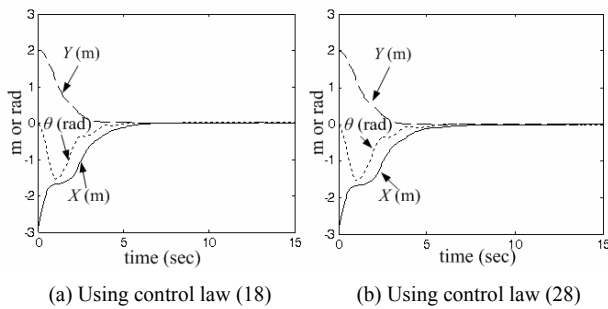 3
2
1
0
-1
-2
-3
m or rad
Y (m)
θ (rad)
X (m)
0
5
10
15
time (sec)
(a) Using control law (18)
3
2
1
0
-1
-2
-3
Y (m)
θ (rad)
X (m)
0
5
10
15
time (sec)
(b) Using control law (28)